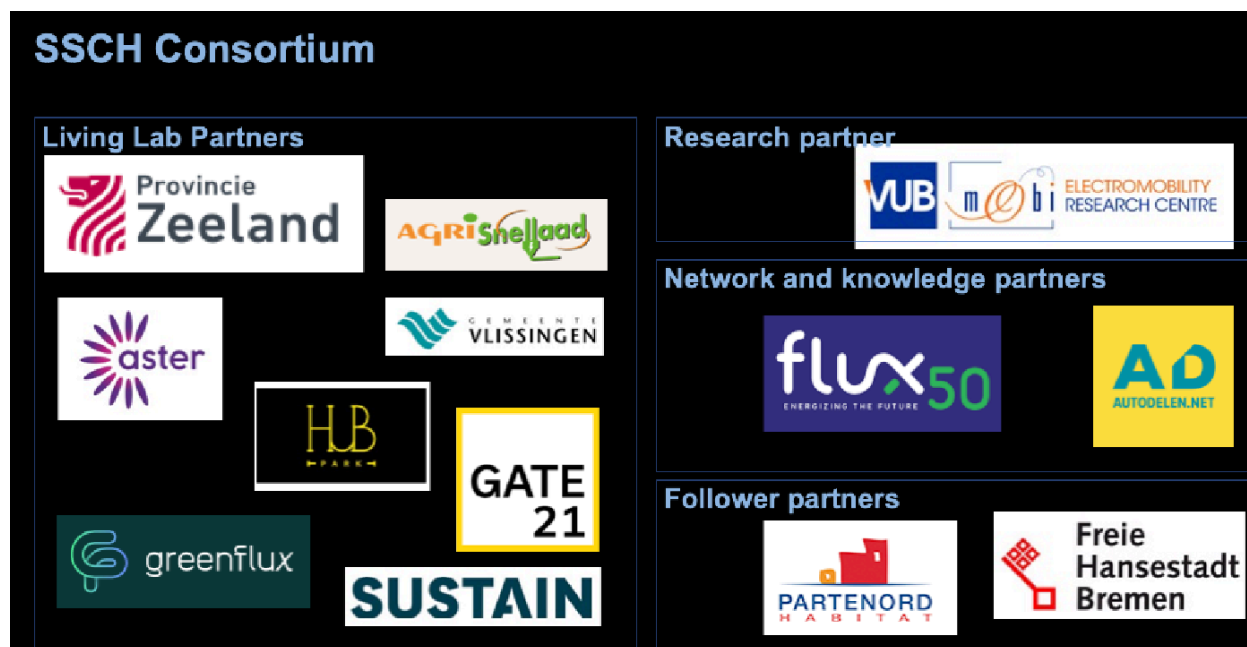 SSCH Consortium
Living Lab Partners
Provincie
Zeeland
AGRISnellaad
aster
GEMEENTE
VLISSINGEN
HUB
PARK
GATE
21
greenflux
SUSTAIN
Research partner
VUB
mobi
ELECTROMOBILITY
RESEARCH CENTRE
Network and knowledge partners
flux50
ENERGIZING THE FUTURE
AD
AUTODELEN.NET
Follower partners
PARTENORD
HABITAT
Freie
Hansestadt
Bremen